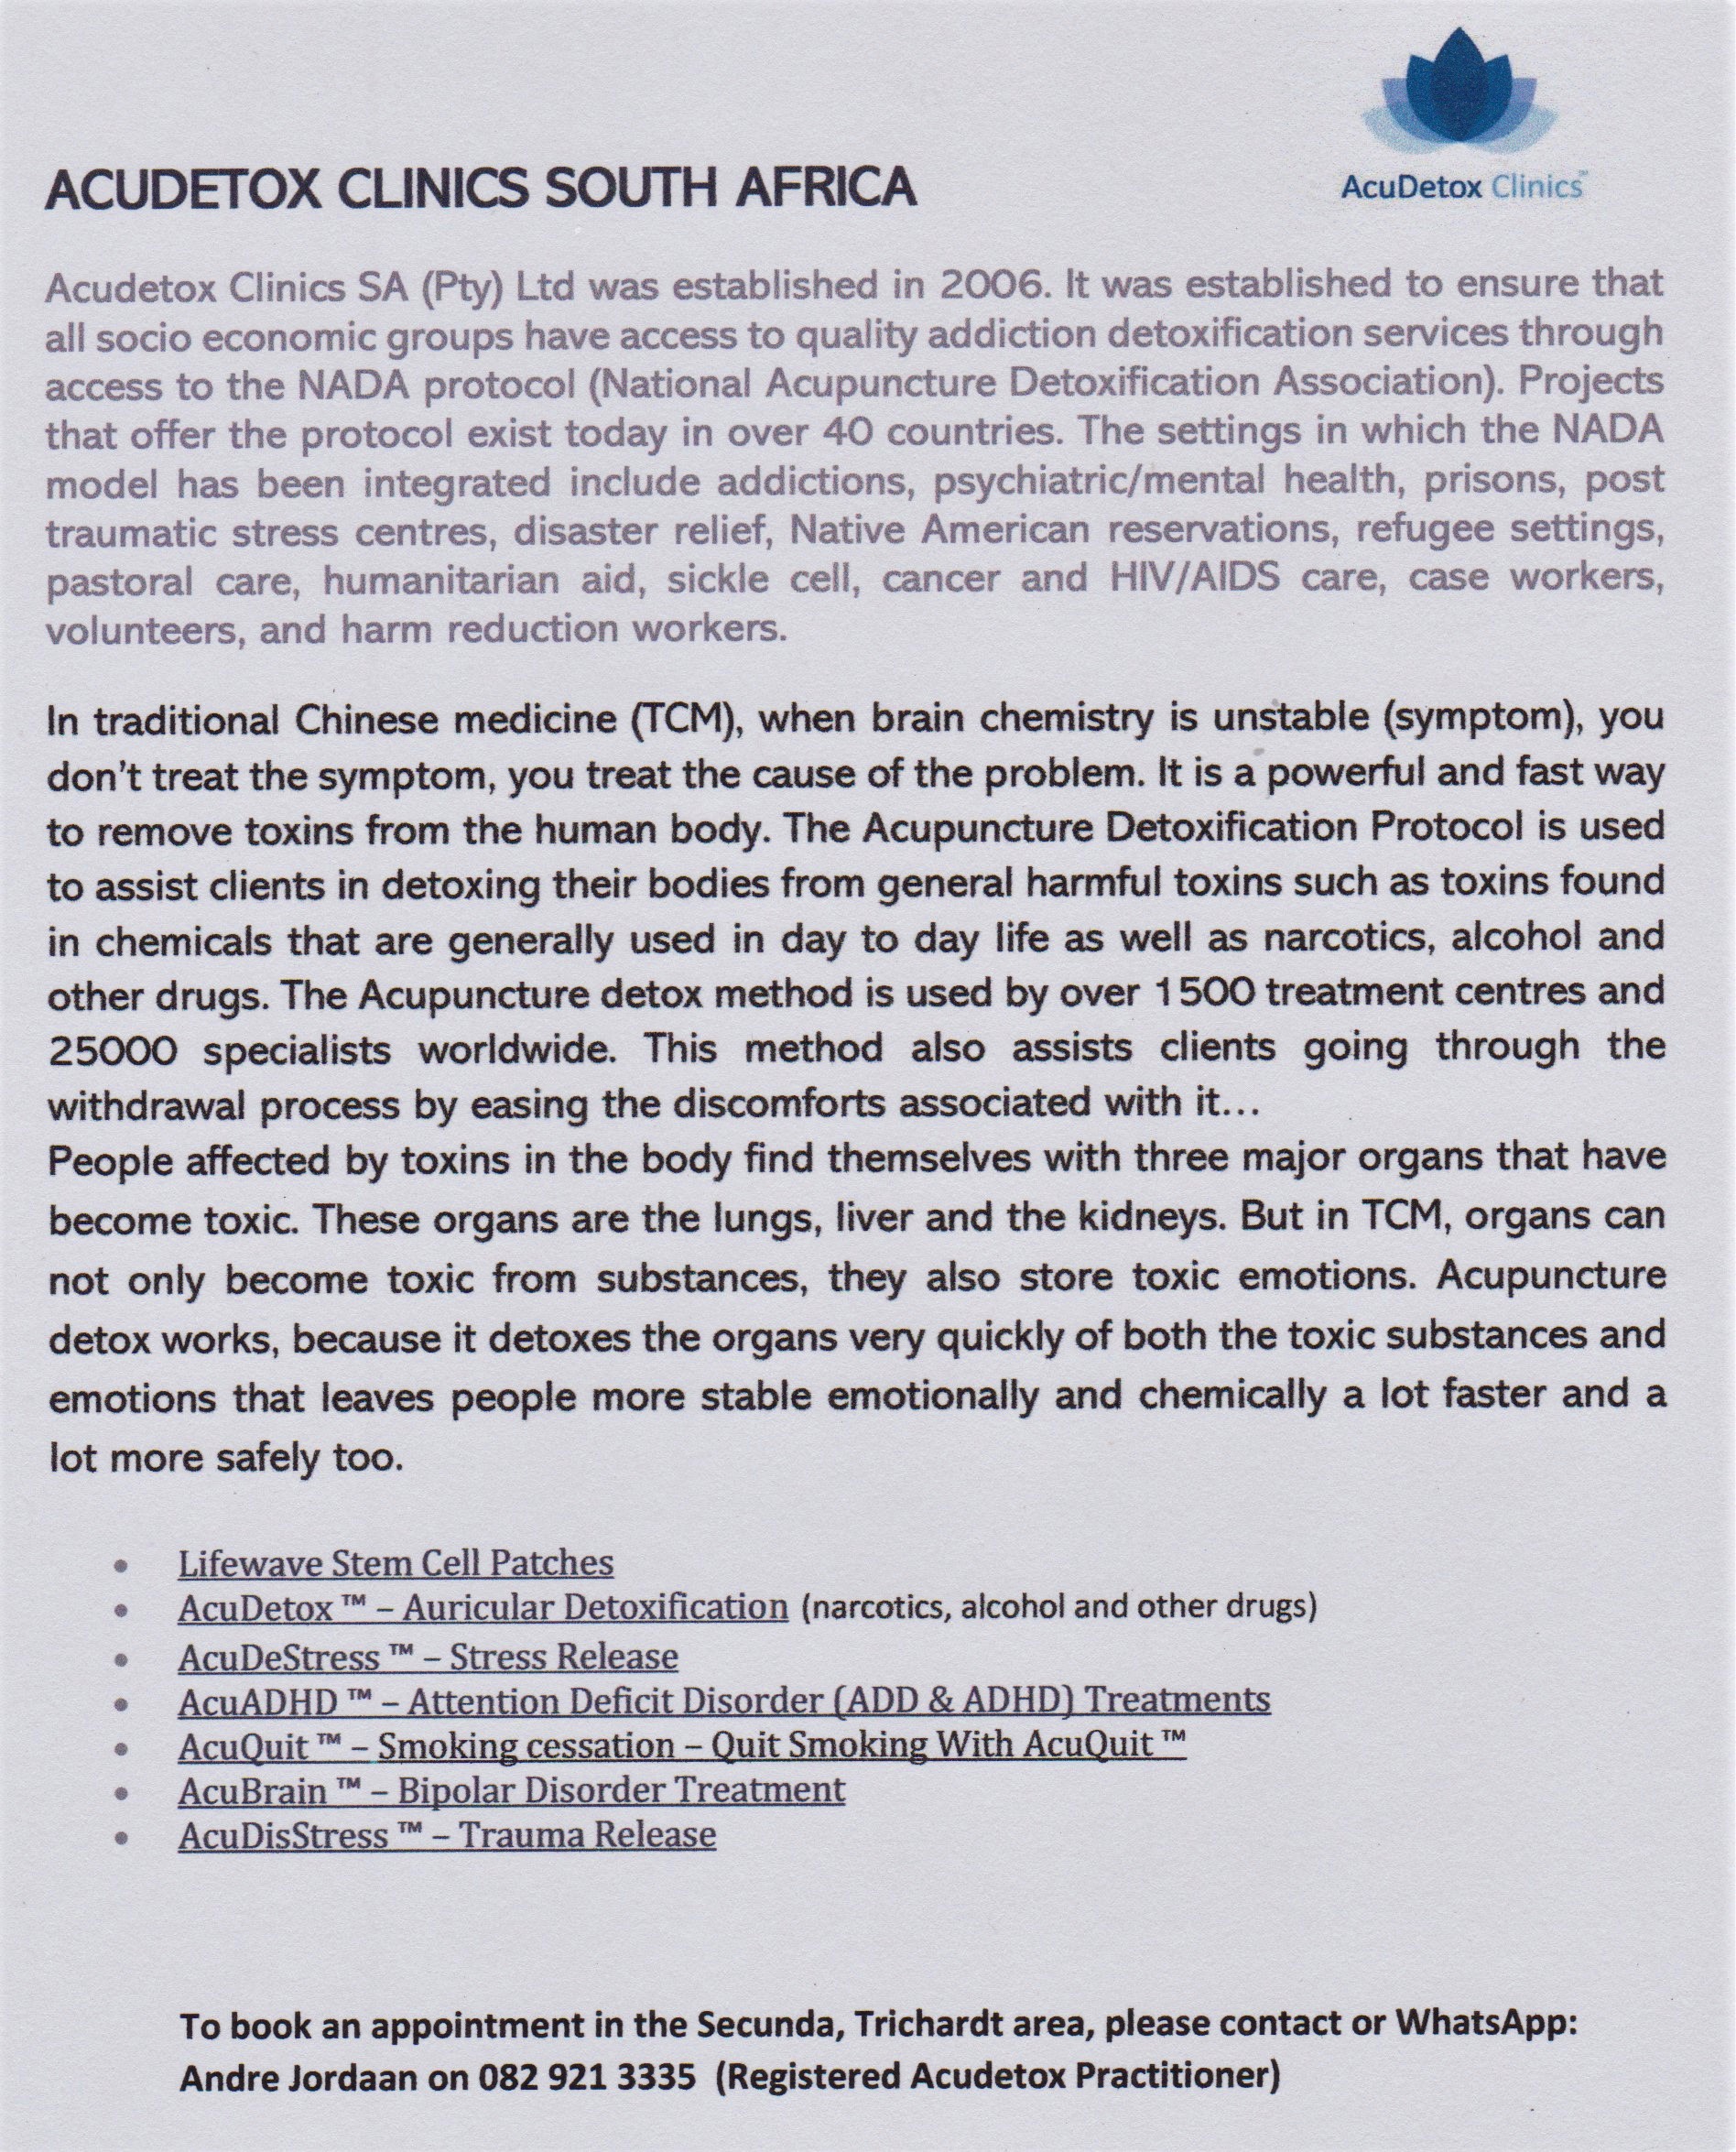 AcuDetox Clinics™
ACUDETOX CLINICS SOUTH AFRICA
Acudetox Clinics SA (Pty) Ltd was established in 2006. It was established to ensure that
all socio economic groups have access to quality addiction detoxification services through
access to the NADA protocol (National Acupuncture Detoxification Association). Projects
that offer the protocol exist today in over 40 countries. The settings in which the NADA
model has been integrated include addictions, psychiatric/mental health, prisons, post
traumatic stress centres, disaster relief, Native American reservations, refugee settings,
pastoral care, humanitarian aid, sickle cell, cancer and HIV/AIDS care, case workers,
volunteers, and harm reduction workers.
In traditional Chinese medicine (TCM), when brain chemistry is unstable (symptom), you
don't treat the symptom, you treat the cause of the problem. It is a powerful and fast way
to remove toxins from the human body. The Acupuncture Detoxification Protocol is used
to assist clients in detoxing their bodies from general harmful toxins such as toxins found
in chemicals that are generally used in day to day life as well as narcotics, alcohol and
other drugs. The Acupuncture detox method is used by over 1500 treatment centres and
25000 specialists worldwide. This method also assists clients going through the
withdrawal process by easing the discomforts associated with it...
People affected by toxins in the body find themselves with three major organs that have
become toxic. These organs are the lungs, liver and the kidneys. But in TCM, organs can
not only become toxic from substances, they also store toxic emotions. Acupuncture
detox works, because it detoxes the organs very quickly of both the toxic substances and
emotions that leaves people more stable emotionally and chemically a lot faster and a
lot more safely too.
• Lifewave Stem Cell Patches
• AcuDetox ™ – Auricular Detoxification (narcotics, alcohol and other drugs)
• AcuDeStress ™ – Stress Release
• AcuADHD ™ – Attention Deficit Disorder (ADD & ADHD) Treatments
• AcuQuit ™ – Smoking cessation – Quit Smoking With AcuQuit ™
• AcuBrain ™ – Bipolar Disorder Treatment
• AcuDisStress ™ – Trauma Release
To book an appointment in the Secunda, Trichardt area, please contact or WhatsApp:
Andre Jordaan on 082 921 3335 (Registered Acudetox Practitioner)